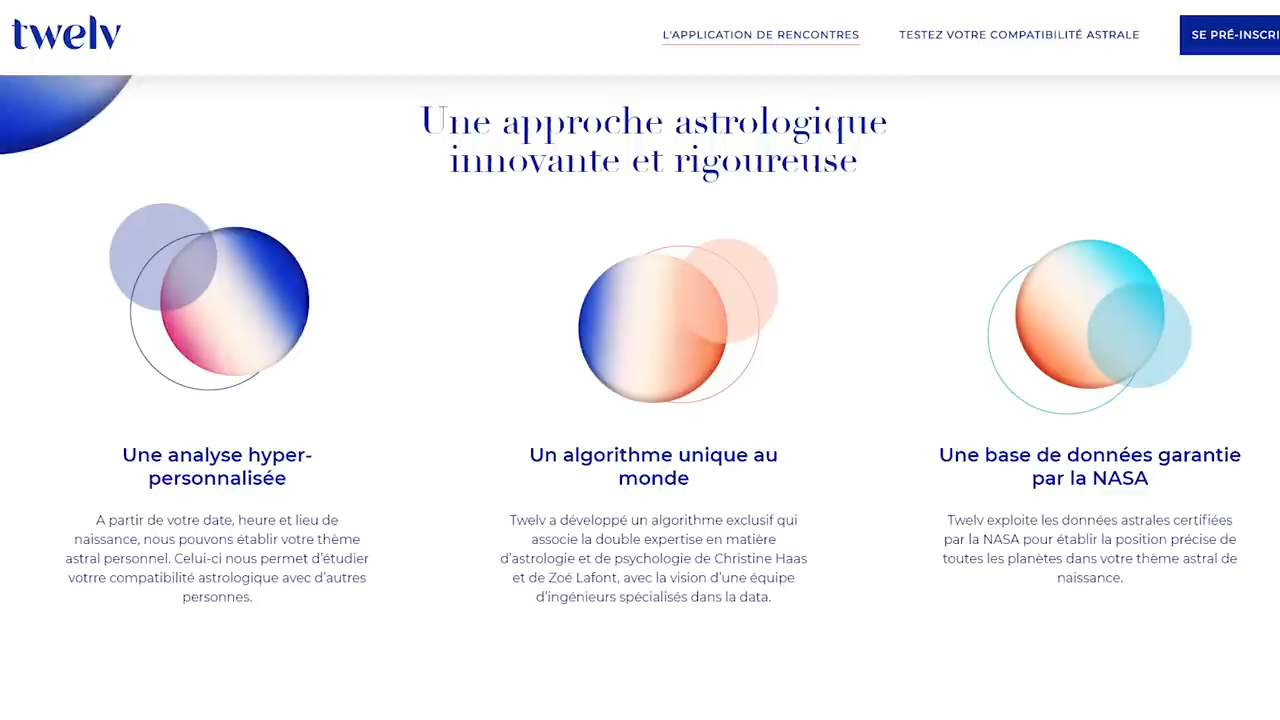 twelv
L'APPLICATION DE RENCONTRES
TESTEZ VOTRE COMPATIBILITÉ ASTRALE
SE PRÉ-INSCRI
Une approche astrologique
innovante et rigoureuse
Une analyse hyper-
personnalisée
A partir de votre date, heure et lieu de
naissance, nous pouvons établir votre thème
astral personnel. Celui-ci nous permet d'étudier
votrre compatibilité astrologique avec d'autres
personnes.
Un algorithme unique au
monde
Twelv a développé un algorithme exclusif qui
associe la double expertise en matière
d'astrologie et de psychologie de Christine Haas
et de Zoé Lafont, avec la vision d'une équipe
d'ingénieurs spécialisés dans la data.
Une base de données garantie
par la NASA
Twelv exploite les données astrales certifiées
par la NASA pour établir la position précise de
toutes les planètes dans votre thème astral de
naissance.